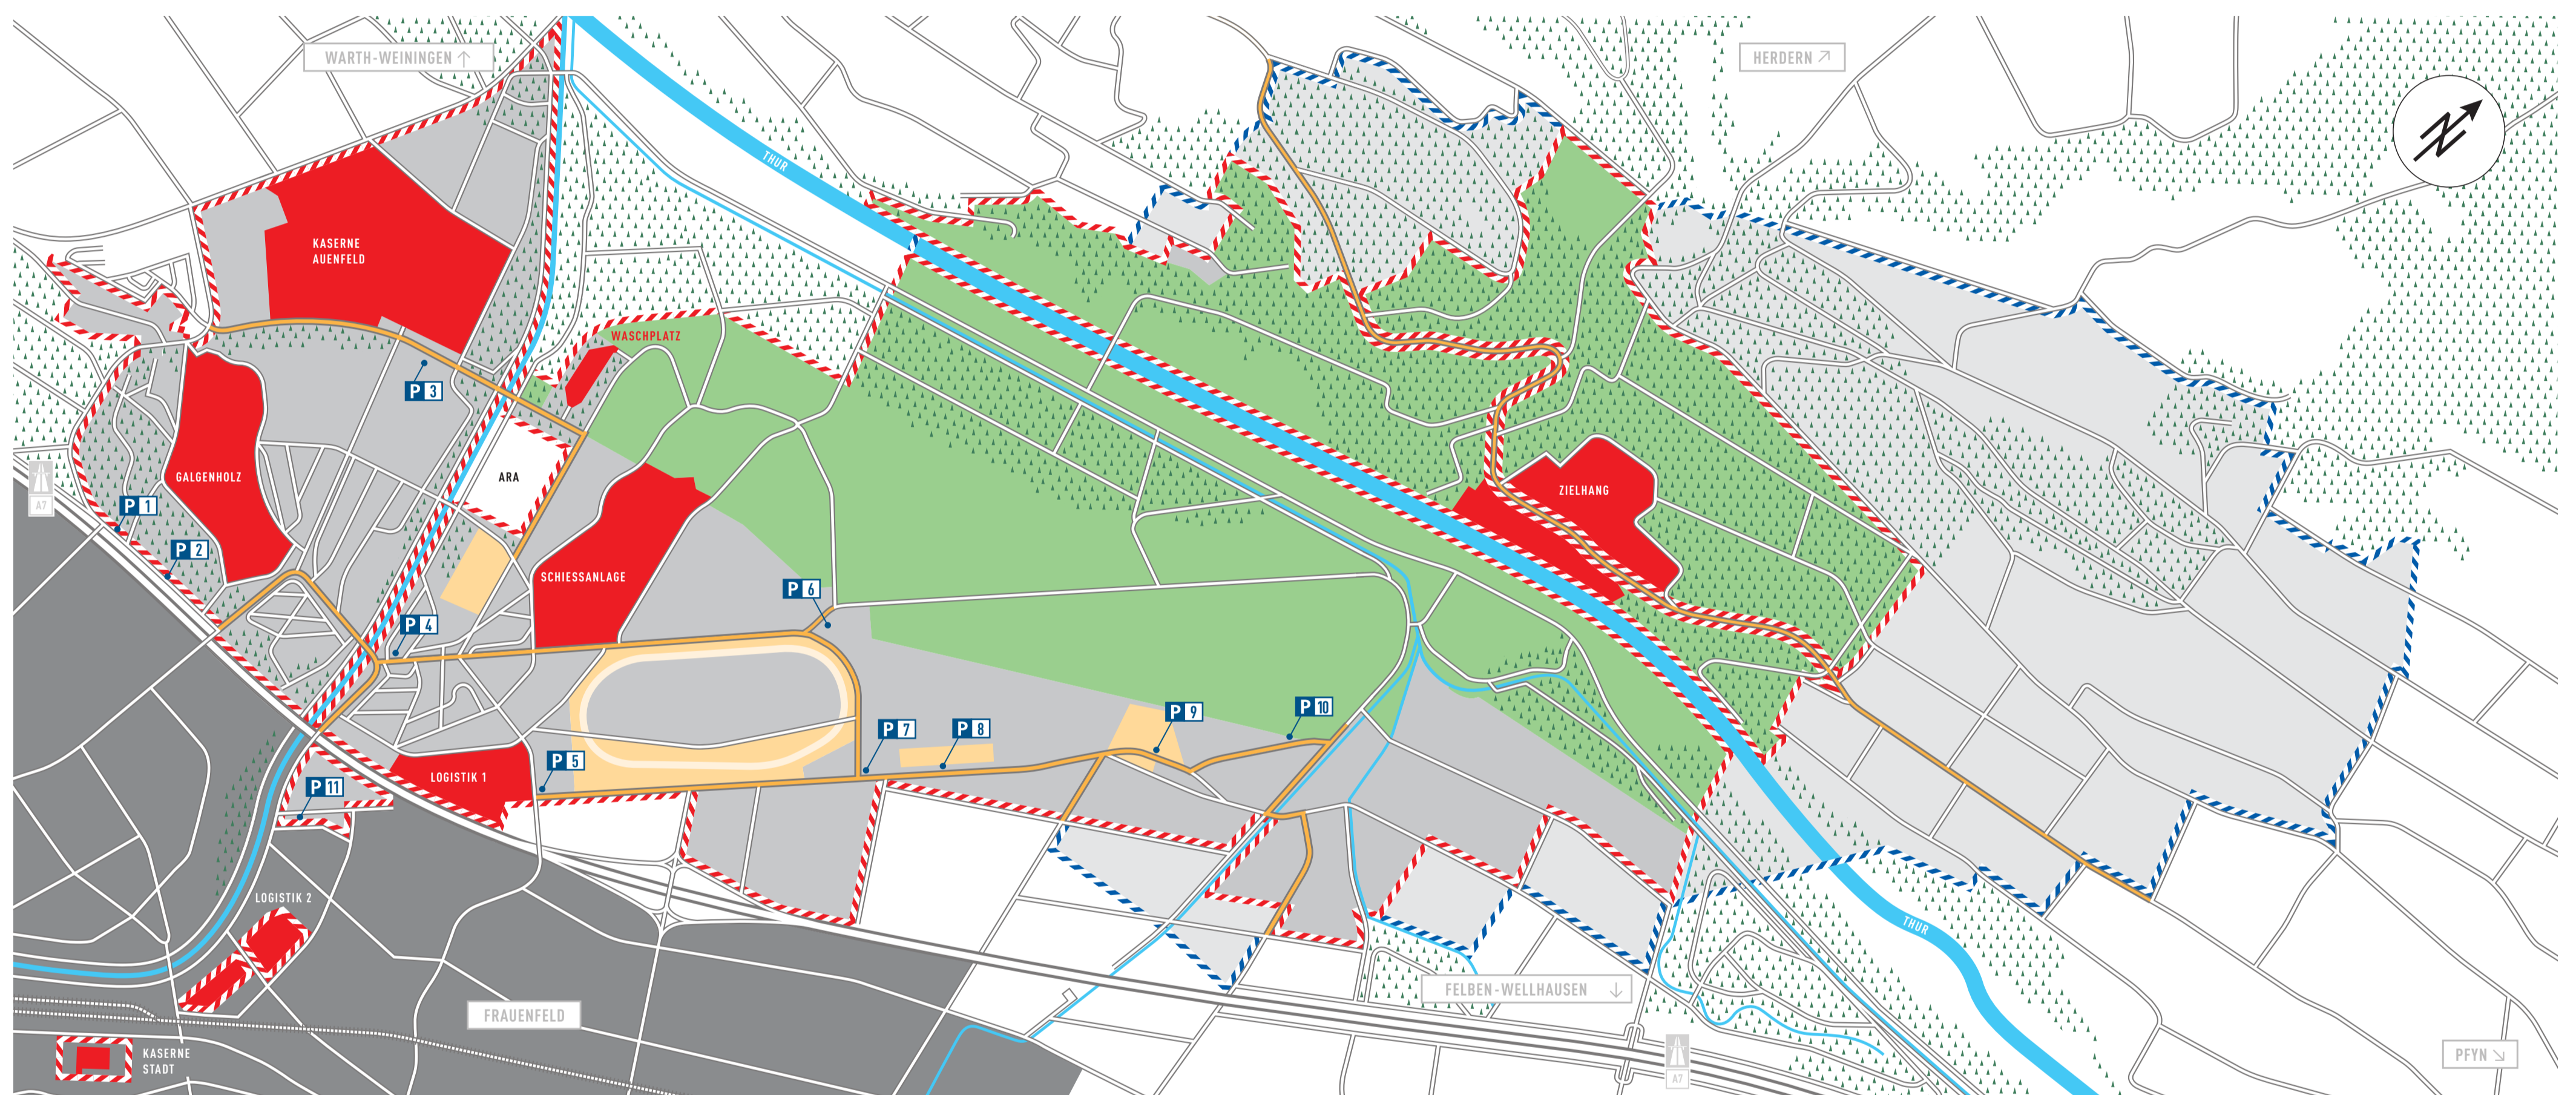 WARTH-WEININGEN ↑
HERDERN ↗
THUR
KASERNE
AUENFELD
WASCHPLATZ
P 3
ARA
GALGENHOLZ
A7
P 1
P 2
ZIELHANG
SCHIESSANLAGE
P 6
P 4
P 9
P 10
P 7
P 8
P 5
LOGISTIK 1
P 11
LOGISTIK 2
THUR
FELBEN-WELLHAUSEN ↓
FRAUENFELD
KASERNE
STADT
A7
PFYN ↘